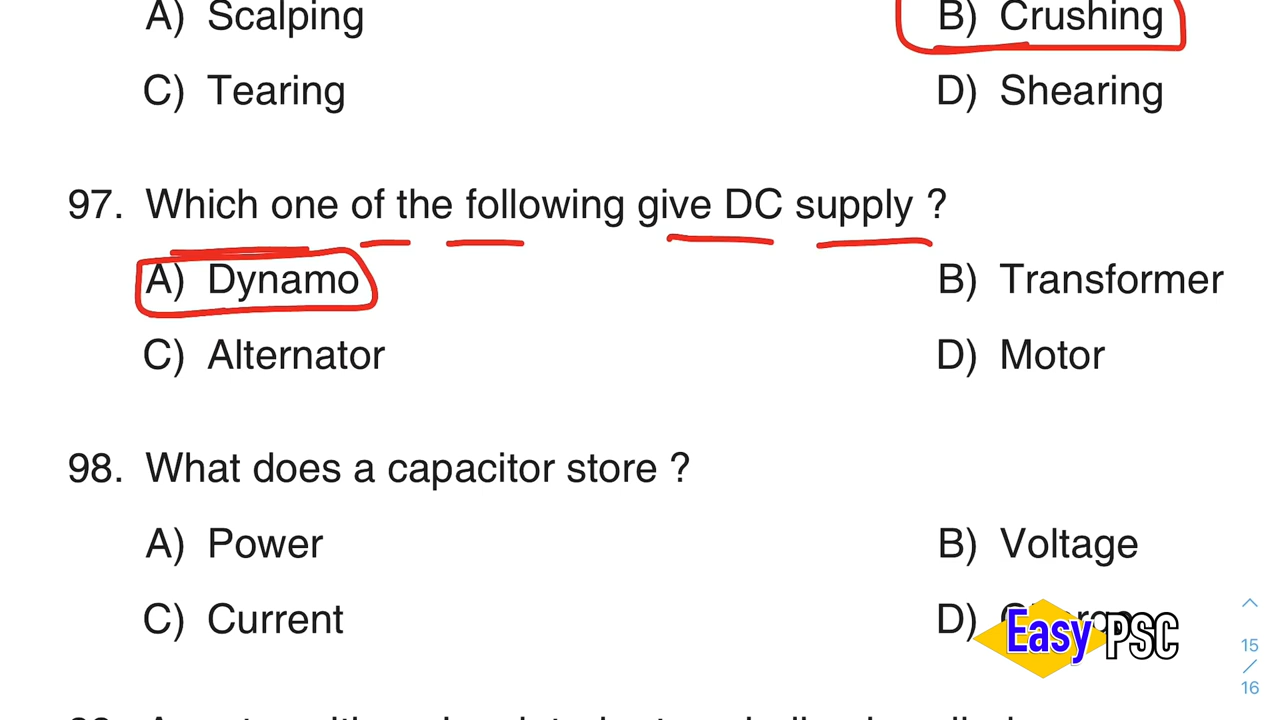 A) Scalping B) Crushing
C) Tearing D) Shearing
97. Which one of the following give DC supply ?
A) Dynamo B) Transformer
C) Alternator D) Motor
98. What does a capacitor store ?
A) Power B) Voltage
C) Current D)
Easy PSC
15
/
16